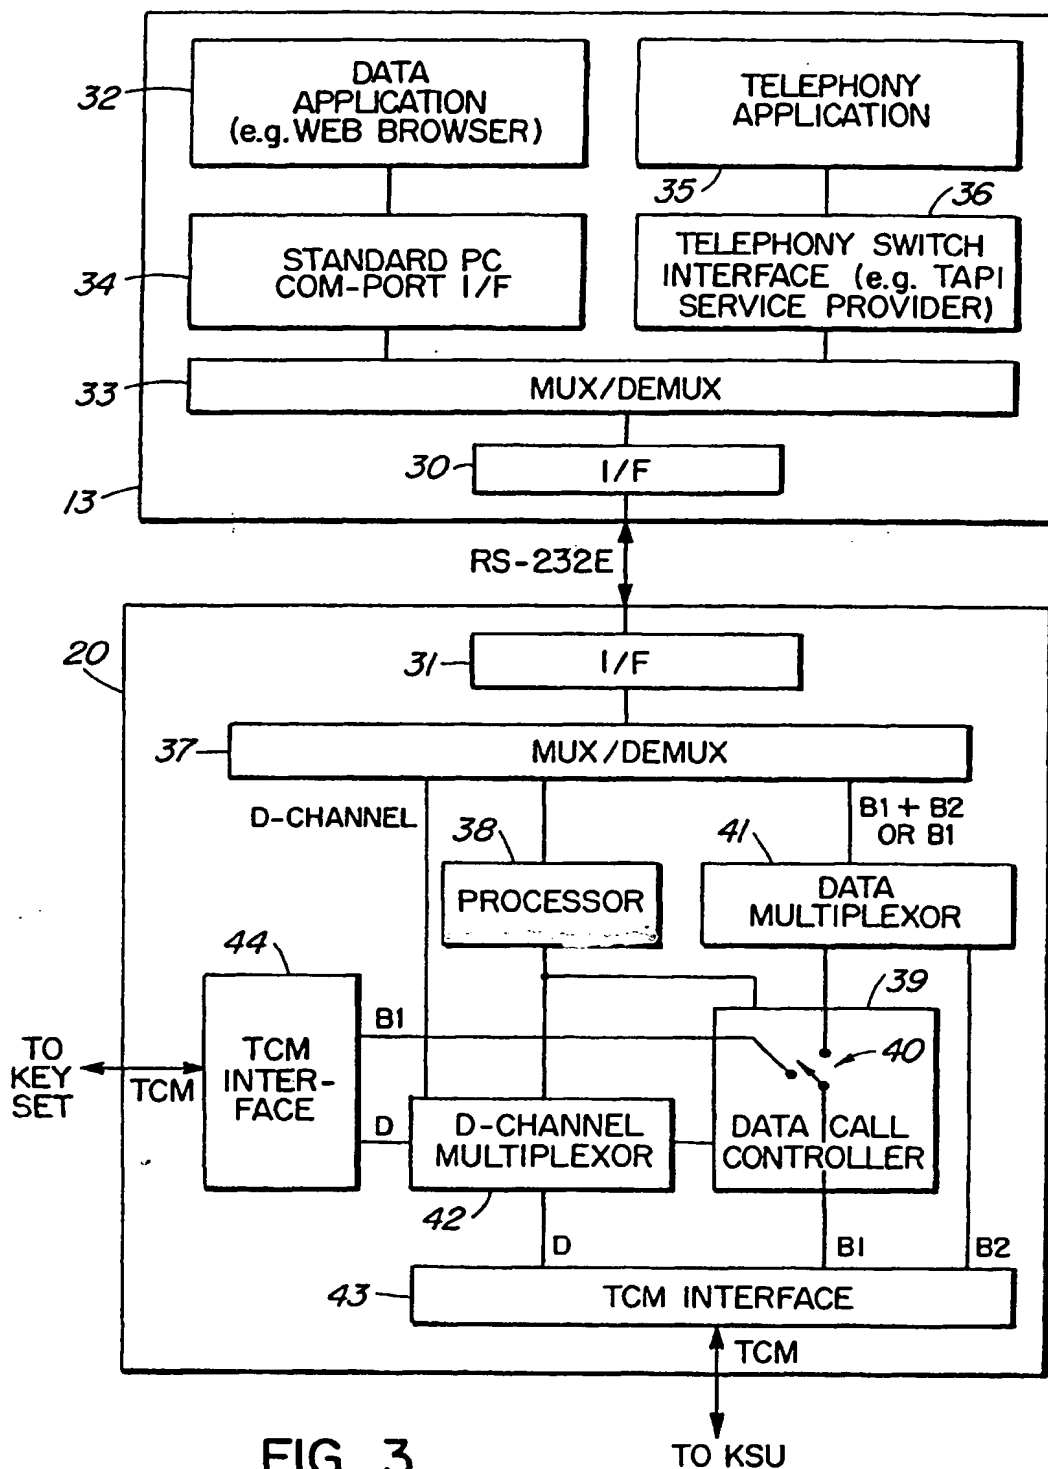 32
DATA
APPLICATION
(e.g. WEB BROWSER)
TELEPHONY
APPLICATION
35
36
34
STANDARD PC
COM-PORT I/F
TELEPHONY SWITCH
INTERFACE (e.g. TAPI
SERVICE PROVIDER)
33
MUX/DEMUX
30
I/F
13
RS-232E
20
31
I/F
37
MUX/DEMUX
D-CHANNEL
B1 + B2
OR B1
38
41
PROCESSOR
DATA
MULTIPLEXOR
44
39
B1
40
TO
KEY
SET
TCM
TCM
INTER-
FACE
D
D-CHANNEL
MULTIPLEXOR
DATA CALL
CONTROLLER
42
D
B1
B2
43
TCM INTERFACE
TCM
TO KSU
FIG. 3